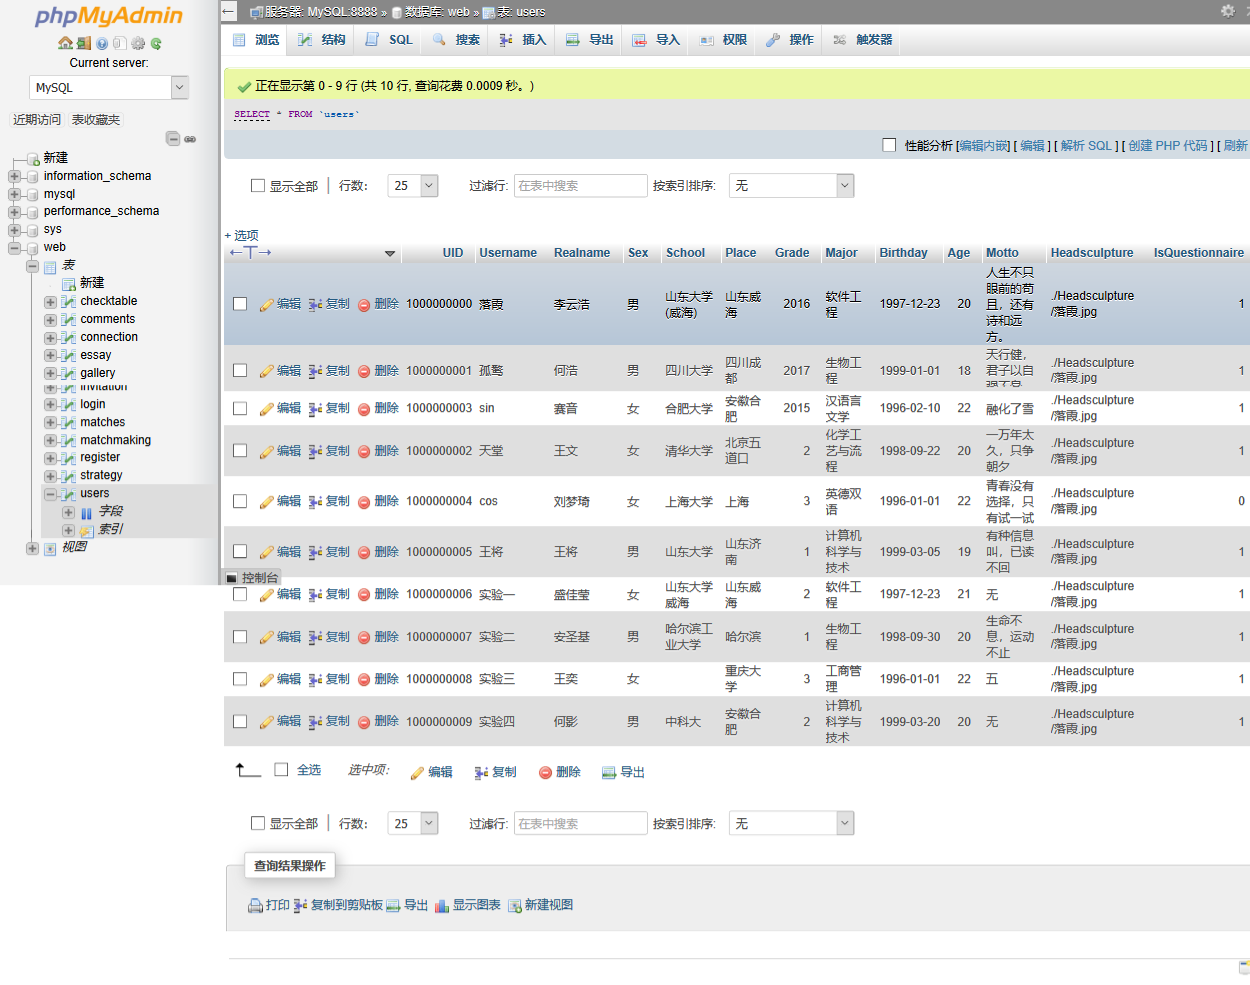 phpMyAdmin
Current server:
MySQL
近期访问 表收藏夹
新建
information_schema
mysql
performance_schema
sys
web
表
新建
checktable
comments
connection
essay
gallery
invitation
login
matches
matchmaking
register
strategy
users
字段
索引
视图
服务器: MySQL:8888 » 数据库: web » 表: users
浏览 结构 SQL 搜索 插入 导出 导入 权限 操作 触发器
正在显示第 0 - 9 行 (共 10 行, 查询花费 0.0009 秒。)
SELECT * FROM `users`
性能分析 [编辑内嵌] [ 编辑 ] [ 解析 SQL ] [ 创建 PHP 代码 ] [ 刷新
显示全部 行数: 25 过滤行: 在表中搜索 按索引排序: 无
+ 选项
←T→ UID Username Realname Sex School Place Grade Major Birthday Age Motto Headsculpture IsQuestionnaire
编辑 复制 删除 1000000000 落霞 李云浩 男 山东大学(威海) 山东威海 2016 软件工程 1997-12-23 20 人生不只眼前的苟且，还有诗和远方。 ./Headsculpture/落霞.jpg 1
编辑 复制 删除 1000000001 孤鹜 何浩 男 四川大学 四川成都 2017 生物工程 1999-01-01 18 天行健，君子以自强不息 ./Headsculpture/落霞.jpg 1
编辑 复制 删除 1000000003 sin 赛音 女 合肥大学 安徽合肥 2015 汉语言文学 1996-02-10 22 融化了雪 ./Headsculpture/落霞.jpg 1
编辑 复制 删除 1000000002 天堂 王文 女 清华大学 北京五道口 2 化学工艺与流程 1998-09-22 20 一万年太久，只争朝夕 ./Headsculpture/落霞.jpg 1
编辑 复制 删除 1000000004 cos 刘梦琦 女 上海大学 上海 3 英德双语 1996-01-01 22 青春没有选择，只有试一试 ./Headsculpture/落霞.jpg 0
编辑 复制 删除 1000000005 王将 王将 男 山东大学 山东济南 1 计算机科学与技术 1999-03-05 19 有种信息叫，已读不回 ./Headsculpture/落霞.jpg 1
控制台
编辑 复制 删除 1000000006 实验一 盛佳莹 女 山东大学威海 山东威海 2 软件工程 1997-12-23 21 无 ./Headsculpture/落霞.jpg 1
编辑 复制 删除 1000000007 实验二 安圣基 男 哈尔滨工业大学 哈尔滨 1 生物工程 1998-09-30 20 生命不息，运动不止 ./Headsculpture/落霞.jpg 1
编辑 复制 删除 1000000008 实验三 王奕 女 重庆大学 3 工商管理 1996-01-01 22 五 ./Headsculpture/落霞.jpg 1
编辑 复制 删除 1000000009 实验四 何影 男 中科大 安徽合肥 2 计算机科学与技术 1999-03-20 20 无 ./Headsculpture/落霞.jpg 1
全选 选中项: 编辑 复制 删除 导出
显示全部 行数: 25 过滤行: 在表中搜索 按索引排序: 无
查询结果操作
打印 复制到剪贴板 导出 显示图表 新建视图